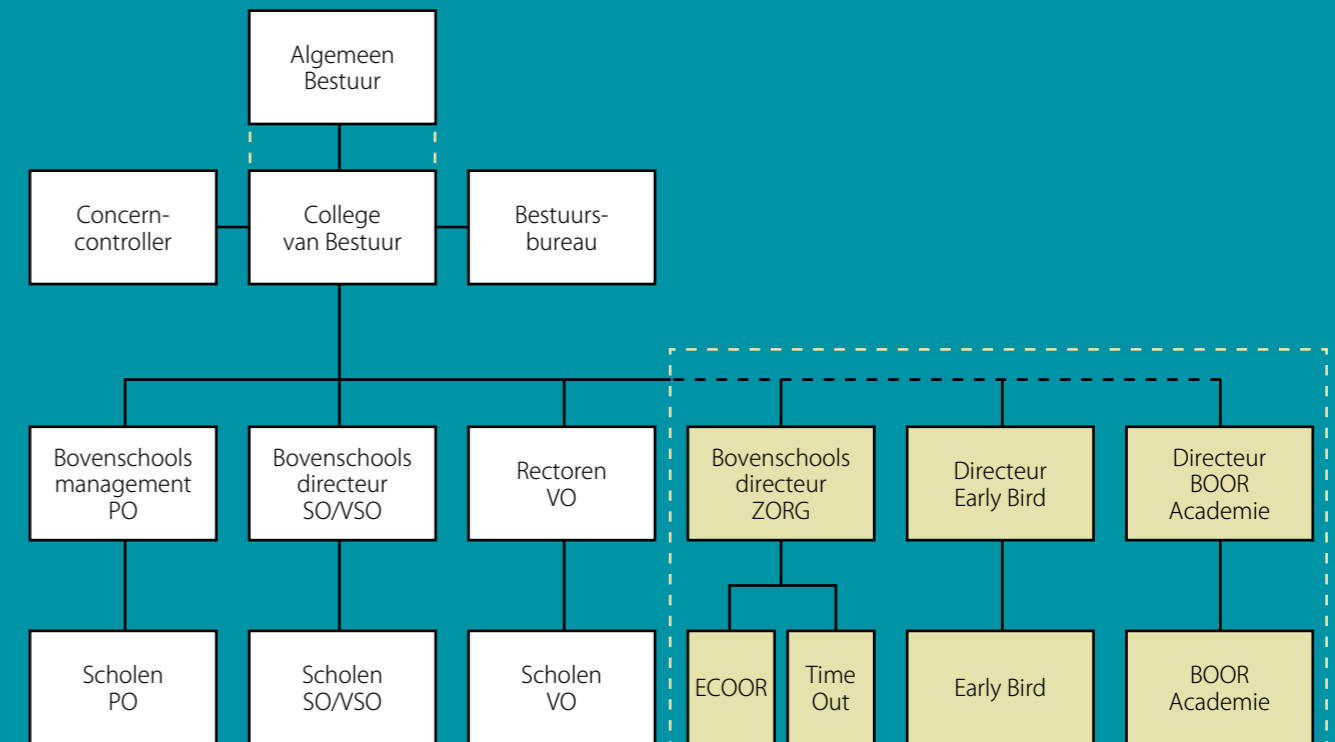 Algemeen
Bestuur
Concern-
controller
College
van Bestuur
Bestuurs-
bureau
Bovenschools
management
PO
Bovenschools
directeur
SO/VSO
Rectoren
VO
Bovenschools
directeur
ZORG
Directeur
Early Bird
Directeur
BOOR
Academie
Scholen
PO
Scholen
SO/VSO
Scholen
VO
ECOOR
Time
Out
Early Bird
BOOR
Academie